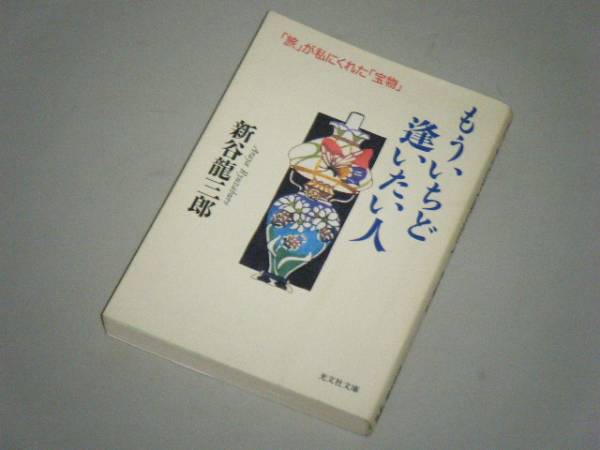 「旅」が私にくれた「宝物」
もういちど
逢いたい人
新谷龍三郎
光文社文庫